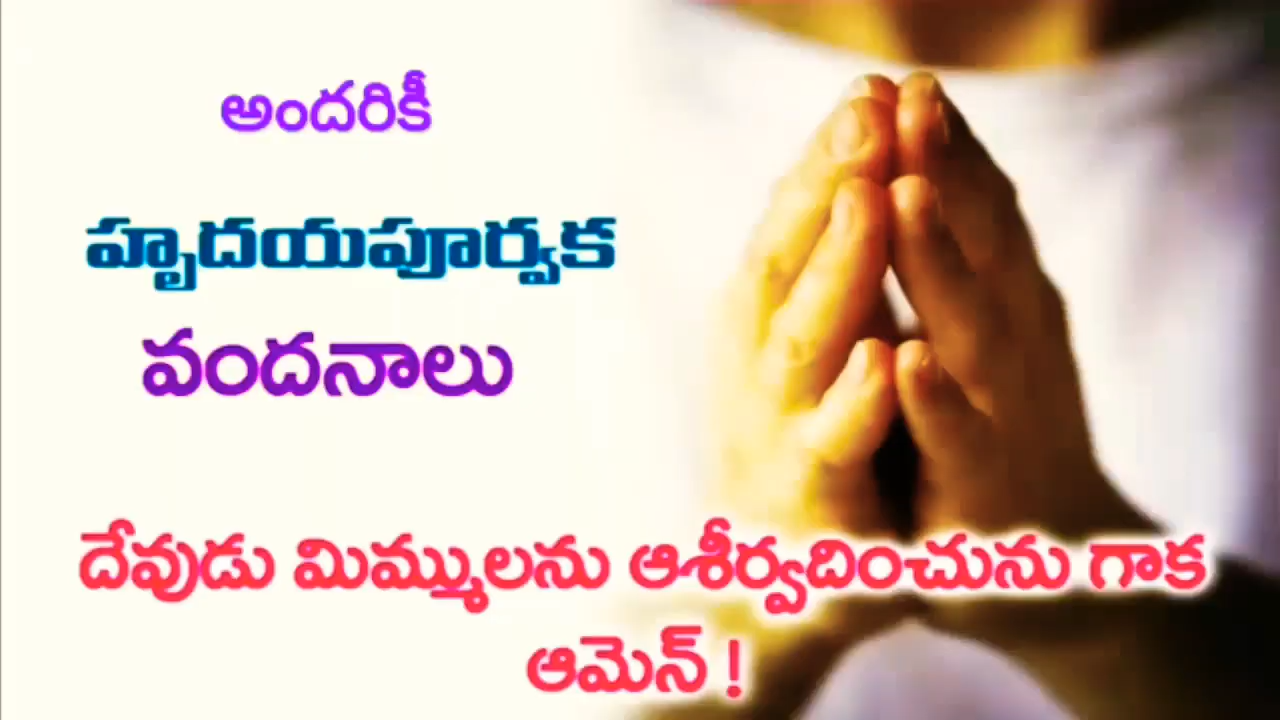 అందరికీ
హృదయపూర్వక
వందనాలు
దేవుడు మిమ్ములను ఆశీర్వదించును గాక
ఆమెన్ !